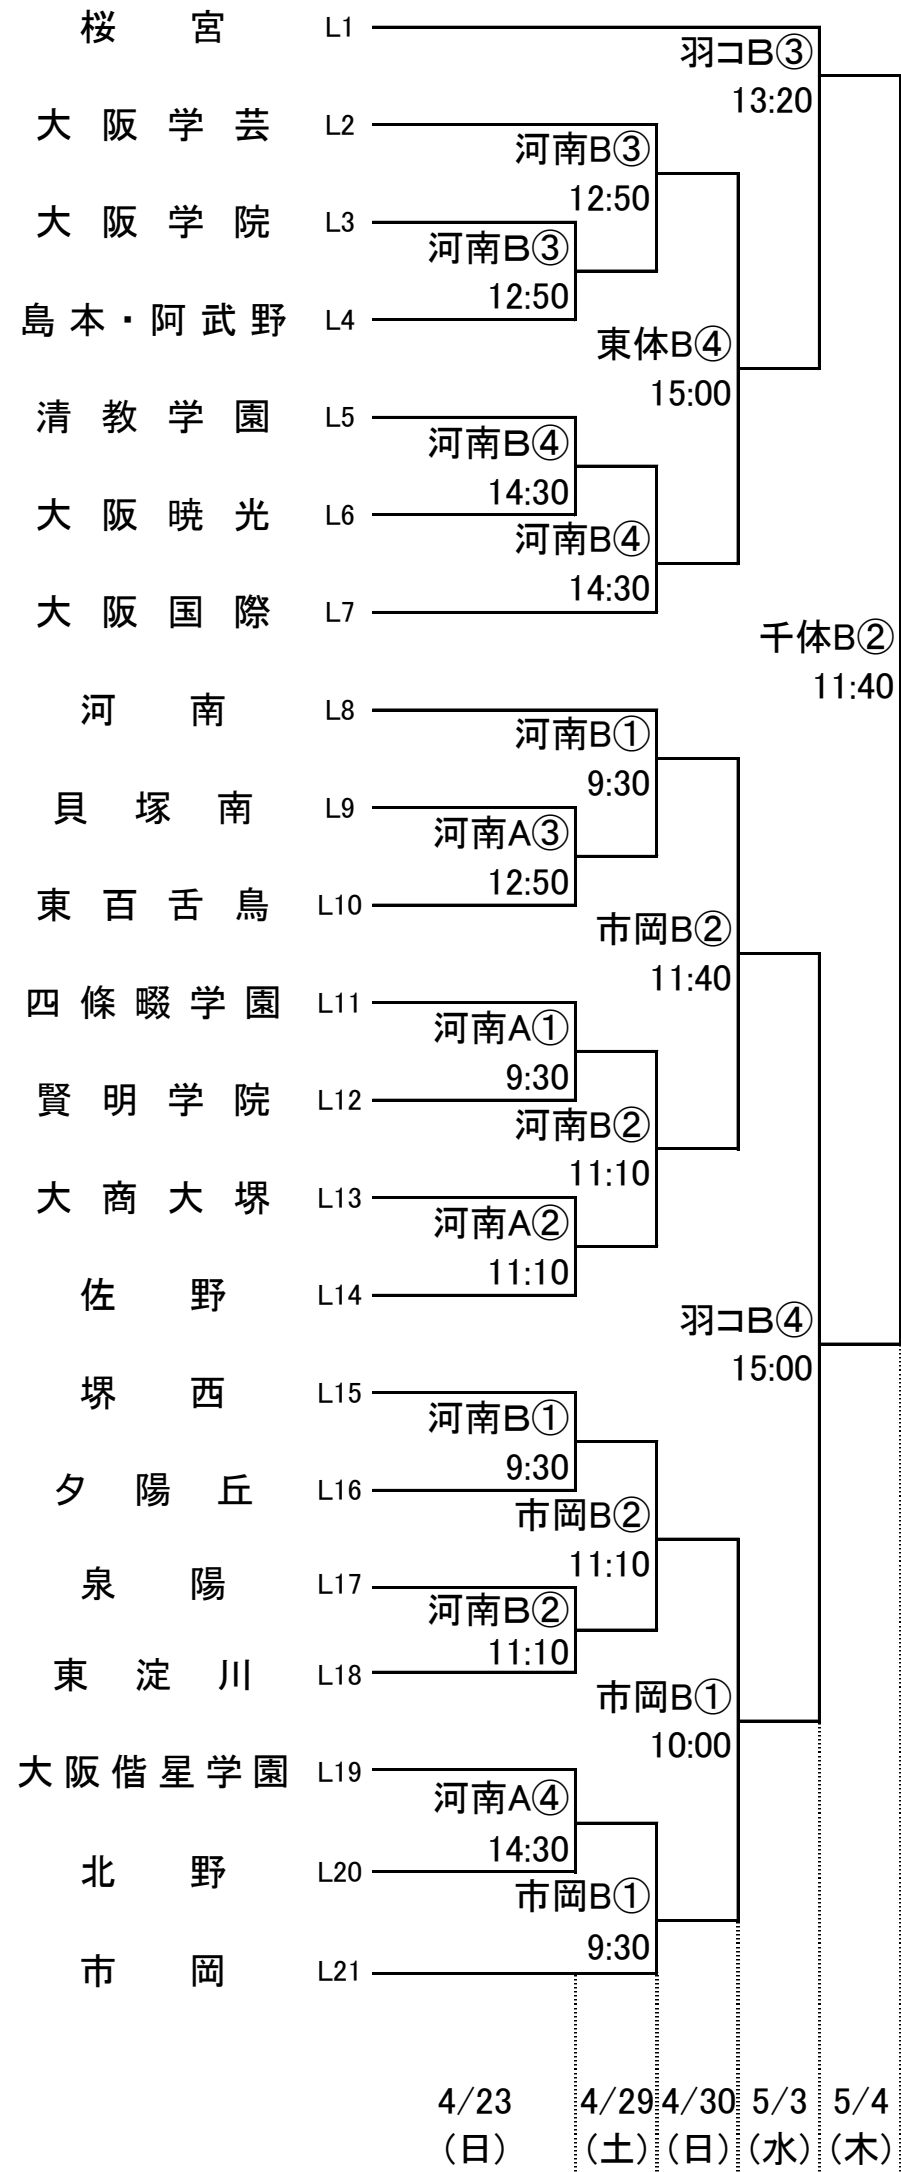 桜宮 L1
羽コB③
13:20
大阪学芸 L2
河南B③
12:50
大阪学院 L3
河南B③
12:50
島本・阿武野 L4
東体B④
15:00
清教学園 L5
河南B④
14:30
大阪暁光 L6
河南B④
14:30
大阪国際 L7
千体B②
11:40
河南 L8
河南B①
9:30
貝塚南 L9
河南A③
12:50
東百舌鳥 L10
市岡B②
11:40
四條畷学園 L11
河南A①
9:30
賢明学院 L12
河南B②
11:10
大商大堺 L13
河南A②
11:10
佐野 L14
羽コB④
15:00
堺西 L15
河南B①
9:30
夕陽丘 L16
市岡B②
11:10
泉陽 L17
河南B②
11:10
東淀川 L18
市岡B①
10:00
大阪偕星学園 L19
河南A④
14:30
北野 L20
市岡B①
9:30
市岡 L21
4/23 4/29 4/30 5/3 5/4
(日) (土) (日) (水) (木)